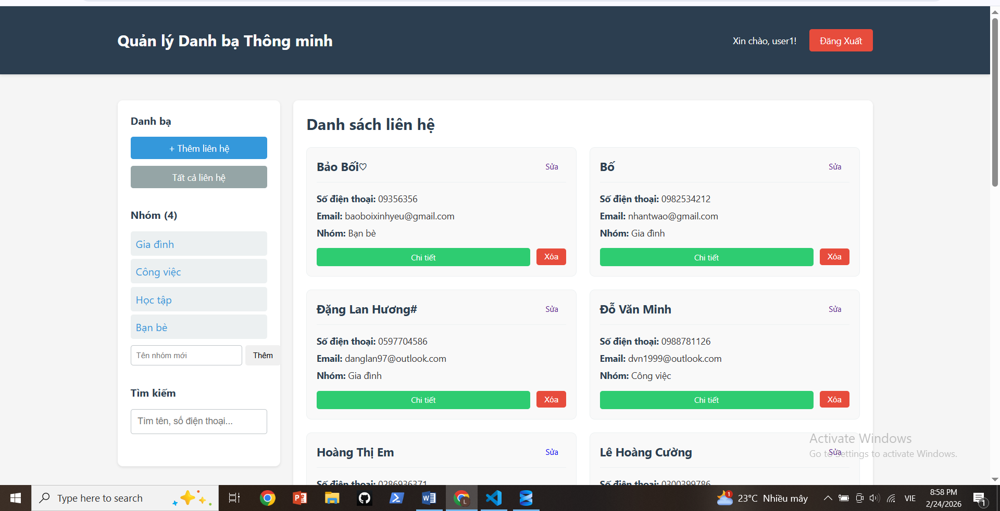 Quản lý Danh bạ Thông minh
Xin chào, user1!
Đăng Xuất
Danh bạ
+ Thêm liên hệ
Tất cả liên hệ
Nhóm (4)
Gia đình
Công việc
Học tập
Bạn bè
Tên nhóm mới
Thêm
Tìm kiếm
Tìm tên, số điện thoại...
Danh sách liên hệ
Bảo Bối♡
Sửa
Số điện thoại: 09356356
Email: baoboixinhyeu@gmail.com
Nhóm: Bạn bè
Chi tiết
Xóa
Bố
Sửa
Số điện thoại: 0982534212
Email: nhantwao@gmail.com
Nhóm: Gia đình
Chi tiết
Xóa
Đặng Lan Hương#
Sửa
Số điện thoại: 0597704586
Email: danglan97@outlook.com
Nhóm: Gia đình
Chi tiết
Xóa
Đỗ Văn Minh
Sửa
Số điện thoại: 0988781126
Email: dvn1999@outlook.com
Nhóm: Công việc
Chi tiết
Xóa
Hoàng Thị Em
Sửa
Số điện thoại: 0286936371
Lê Hoàng Cường
Sửa
Số điện thoại: 0300399786
Activate Windows
Go to Settings to activate Windows.
Type here to search
1
23°C Nhiều mây
VIE
8:58 PM
2/24/2026
1